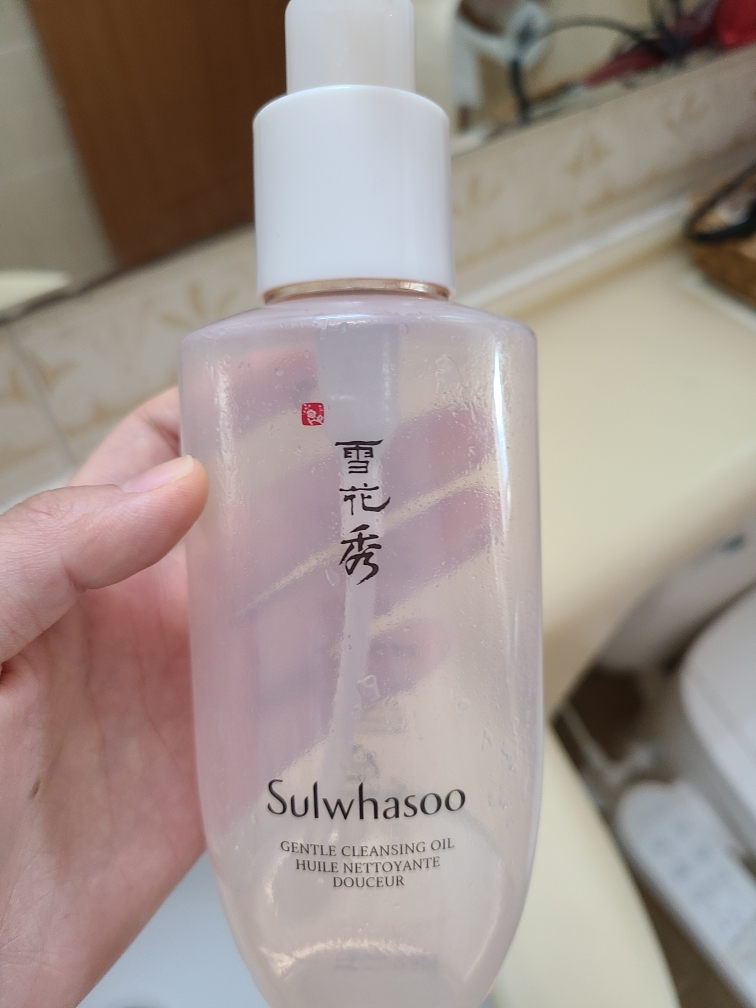 雪花秀
Sulwhasoo
GENTLE CLEANSING OIL
HUILE NETTOYANTE
DOUCEUR